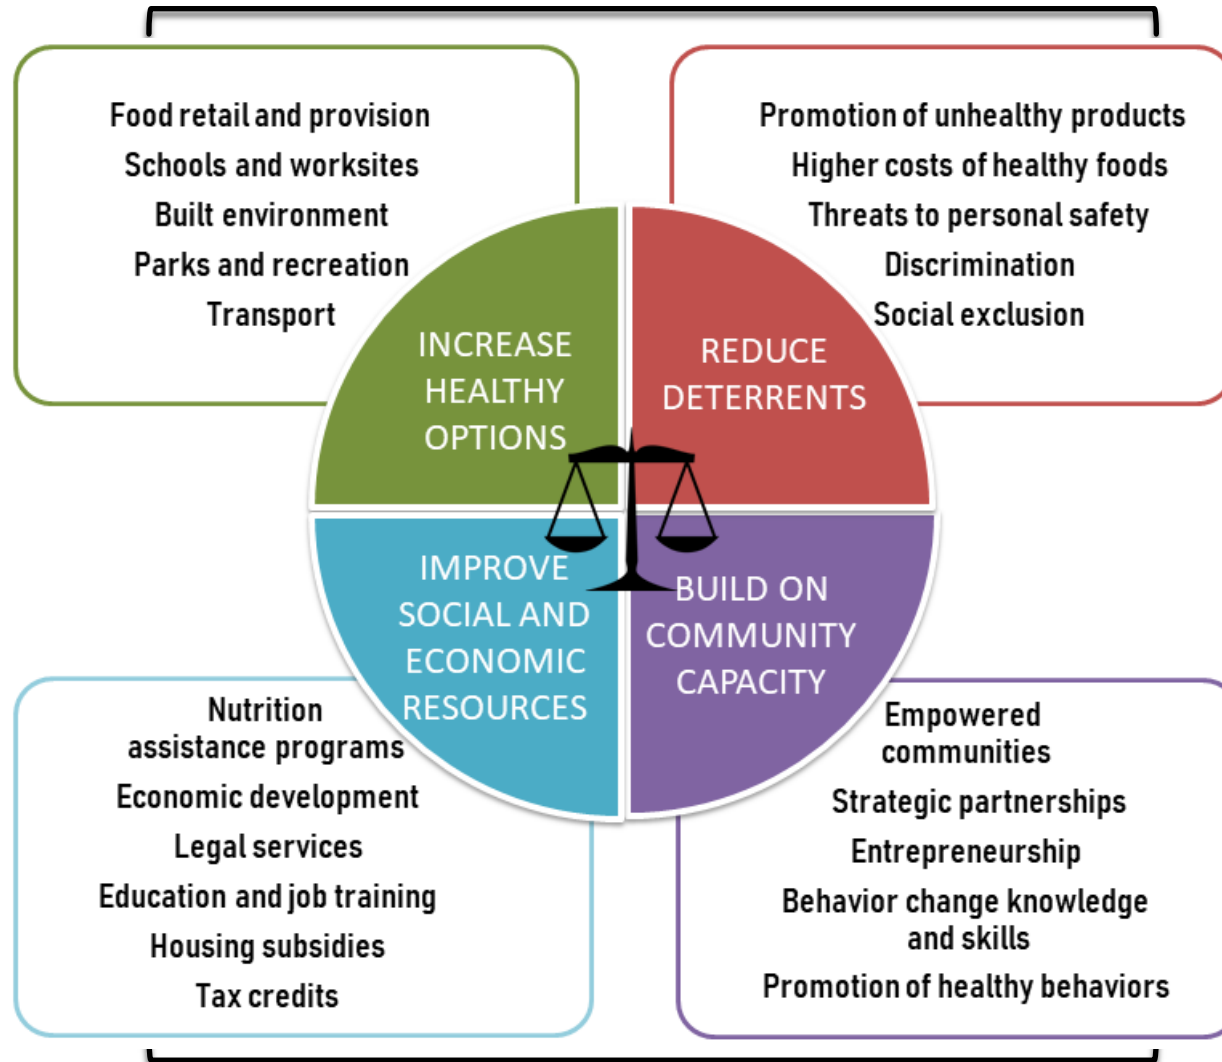 Food retail and provision
Schools and worksites
Built environment
Parks and recreation
Transport
Promotion of unhealthy products
Higher costs of healthy foods
Threats to personal safety
Discrimination
Social exclusion
INCREASE
HEALTHY
OPTIONS
REDUCE
DETERRENTS
IMPROVE
SOCIAL AND
ECONOMIC
RESOURCES
BUILD ON
COMMUNITY
CAPACITY
Nutrition
assistance programs
Economic development
Legal services
Education and job training
Housing subsidies
Tax credits
Empowered
communities
Strategic partnerships
Entrepreneurship
Behavior change knowledge
and skills
Promotion of healthy behaviors